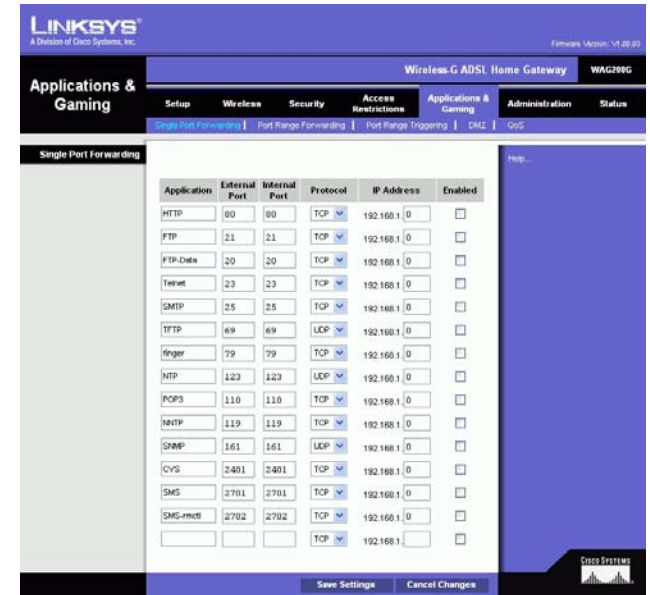 LINKSYS®
A Division of Cisco Systems, Inc.
Firmware Version: V1.00.03
Wireless-G ADSL Home Gateway WAG200G
Applications & Gaming
Setup Wireless Security Access Restrictions Applications & Gaming Administration Status
Single Port Forwarding | Port Range Forwarding | Port Range Triggering | DMZ | QoS
Single Port Forwarding
Help...
Application External Port Internal Port Protocol IP Address Enabled
HTTP 80 80 TCP 192.168.1. 0
FTP 21 21 TCP 192.168.1. 0
FTP-Data 20 20 TCP 192.168.1. 0
Telnet 23 23 TCP 192.168.1. 0
SMTP 25 25 TCP 192.168.1. 0
TFTP 69 69 UDP 192.168.1. 0
finger 79 79 TCP 192.168.1. 0
NTP 123 123 UDP 192.168.1. 0
POP3 110 110 TCP 192.168.1. 0
NNTP 119 119 TCP 192.168.1. 0
SNMP 161 161 UDP 192.168.1. 0
CVS 2401 2401 TCP 192.168.1. 0
SMS 2701 2701 TCP 192.168.1. 0
SMS-rmctl 2702 2702 TCP 192.168.1. 0
TCP 192.168.1.
Save Settings Cancel Changes
CISCO SYSTEMS